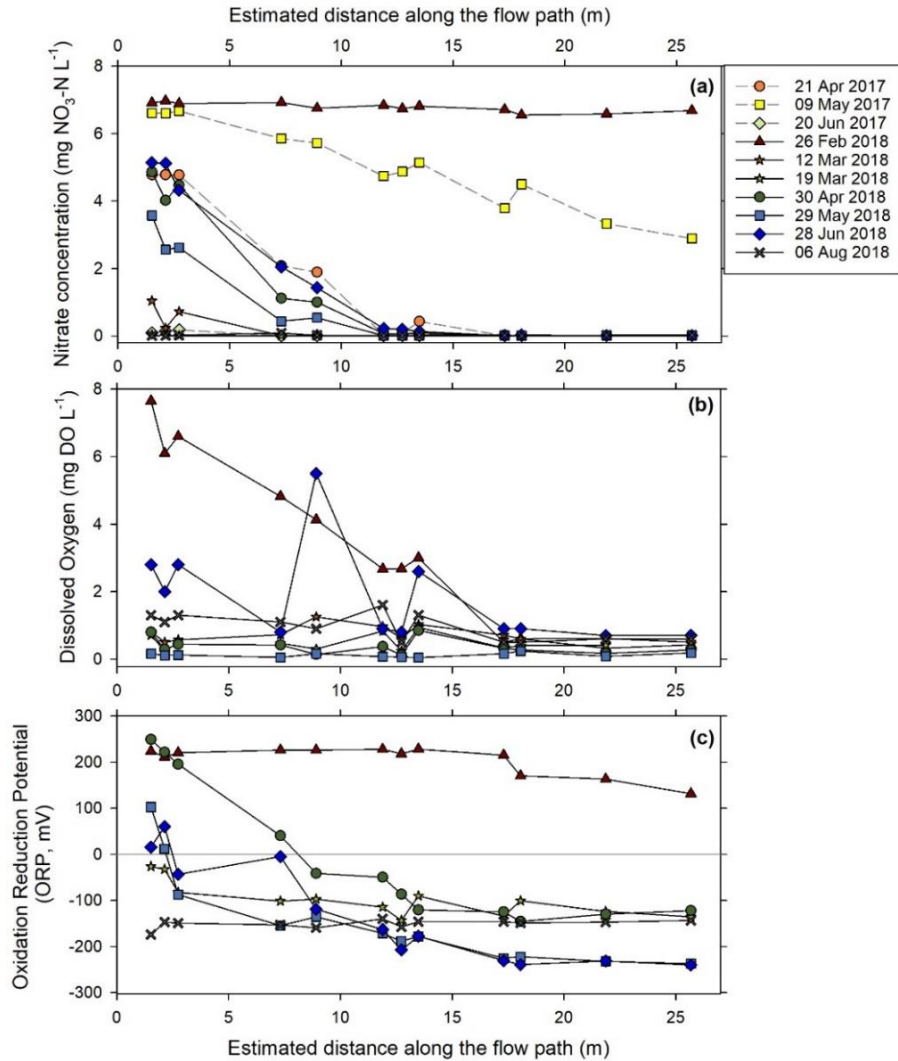 Estimated distance along the flow path (m)
0 5 10 15 20 25
8
6
4
2
0
Nitrate concentration (mg NO₃-N L⁻¹)
(a)
21 Apr 2017
09 May 2017
20 Jun 2017
26 Feb 2018
12 Mar 2018
19 Mar 2018
30 Apr 2018
29 May 2018
28 Jun 2018
06 Aug 2018
0 5 10 15 20 25
8
6
4
2
0
Dissolved Oxygen (mg DO L⁻¹)
(b)
0 5 10 15 20 25
300
200
100
0
-100
-200
-300
Oxidation Reduction Potential
(ORP, mV)
(c)
0 5 10 15 20 25
Estimated distance along the flow path (m)